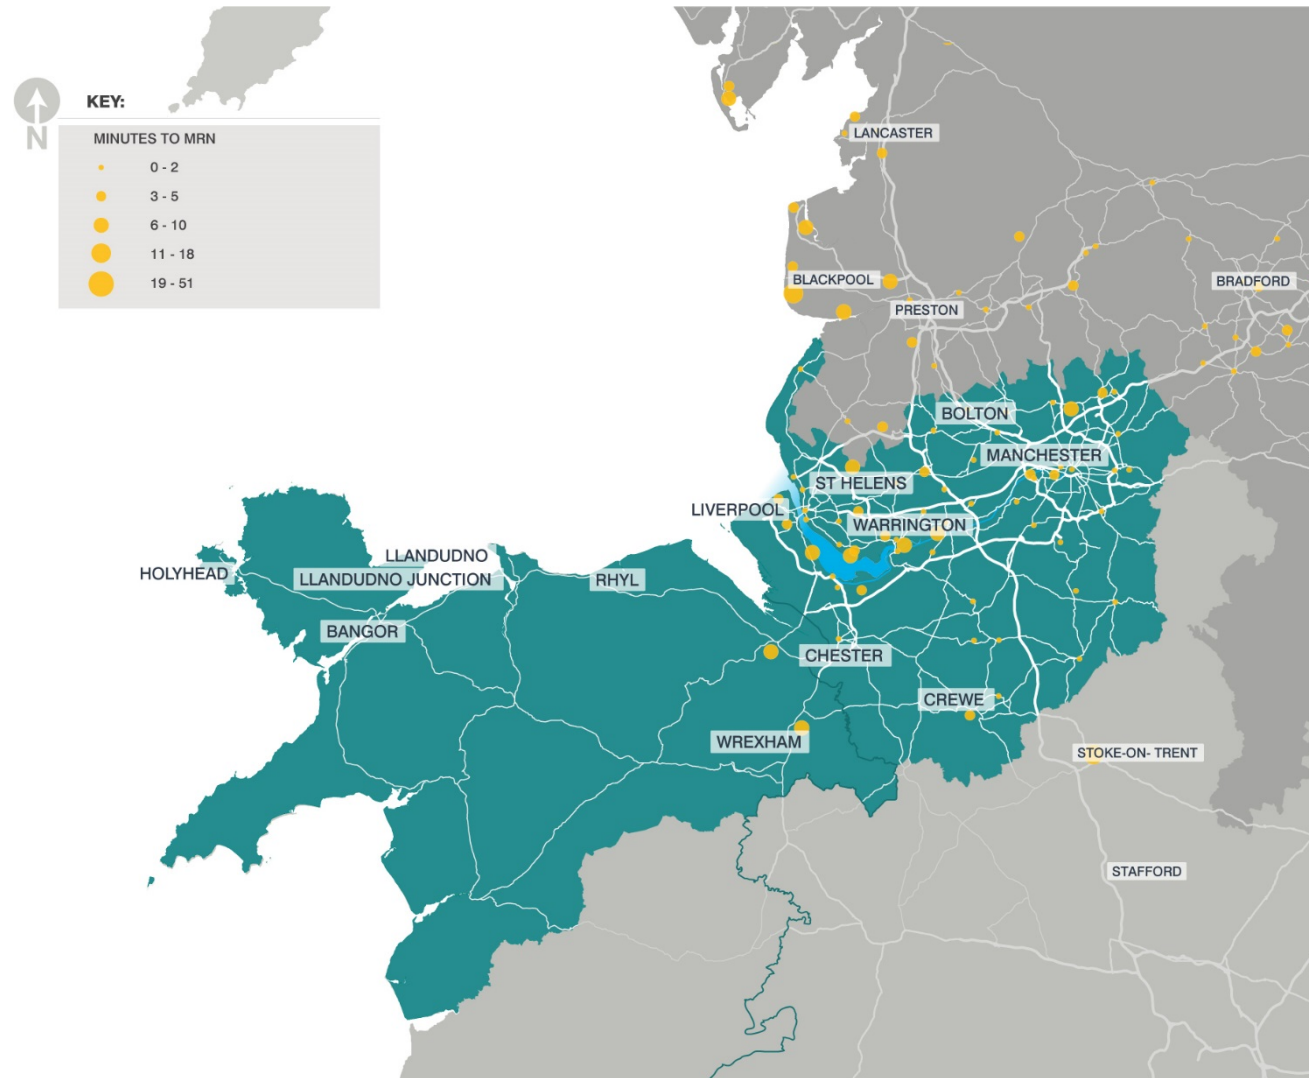 KEY:
N
MINUTES TO MRN
0 - 2
3 - 5
6 - 10
11 - 18
19 - 51
LANCASTER
BLACKPOOL
BRADFORD
PRESTON
BOLTON
MANCHESTER
ST HELENS
LIVERPOOL
WARRINGTON
LLANDUDNO
HOLYHEAD
LLANDUDNO JUNCTION
RHYL
BANGOR
CHESTER
CREWE
WREXHAM
STOKE-ON- TRENT
STAFFORD